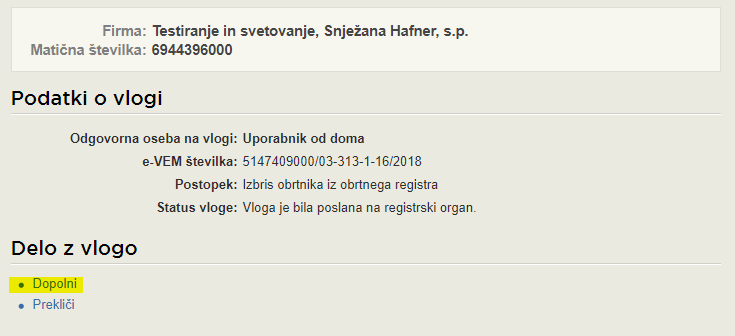 Firma: Testiranje in svetovanje, Snježana Hafner, s.p.
Matična številka: 6944396000
Podatki o vlogi
Odgovorna oseba na vlogi: Uporabnik od doma
e-VEM številka: 5147409000/03-313-1-16/2018
Postopek: Izbris obrtnika iz obrtnega registra
Status vloge: Vloga je bila poslana na registrski organ.
Delo z vlogo
• Dopolni
• Prekliči